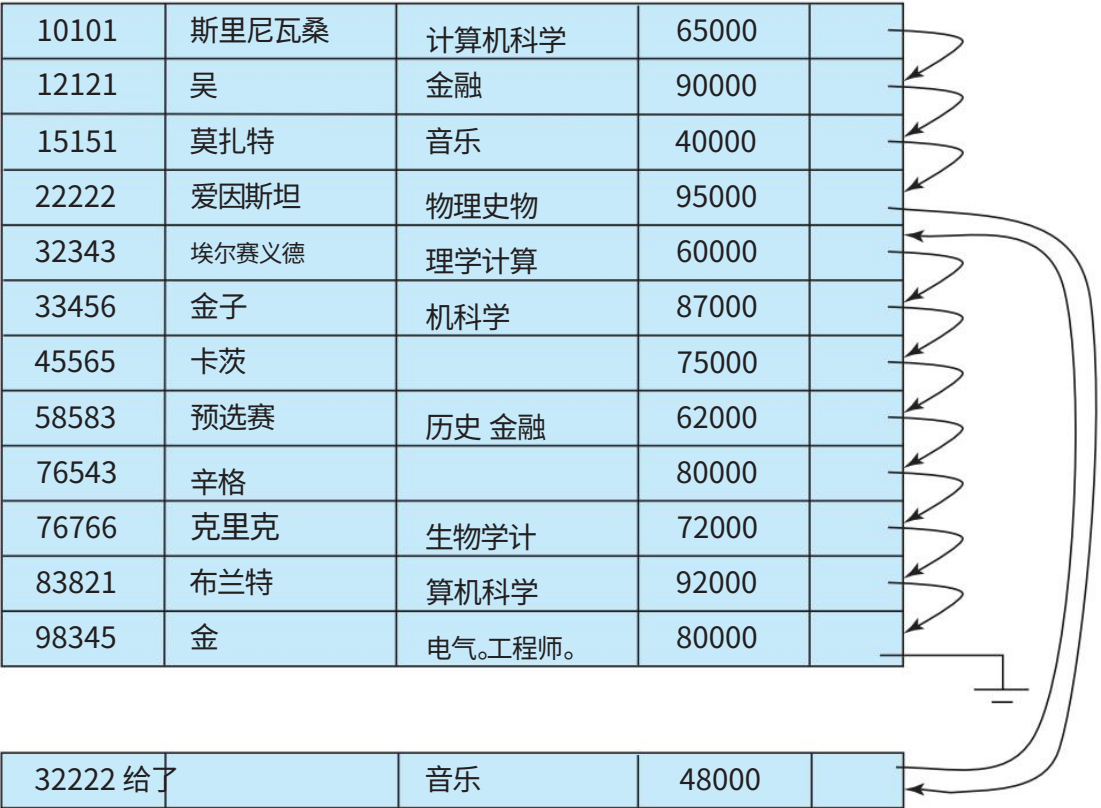 10101 斯里尼瓦桑 计算机科学 65000
12121 吴 金融 90000
15151 莫扎特 音乐 40000
22222 爱因斯坦 物理史物 95000
32343 埃尔赛义德 理学计算 60000
33456 金子 机科学 87000
45565 卡茨 75000
58583 预选赛 历史 金融 62000
76543 辛格 80000
76766 克里克 生物学计 72000
83821 布兰特 算机科学 92000
98345 金 电气。工程师。 80000
32222 给了 音乐 48000